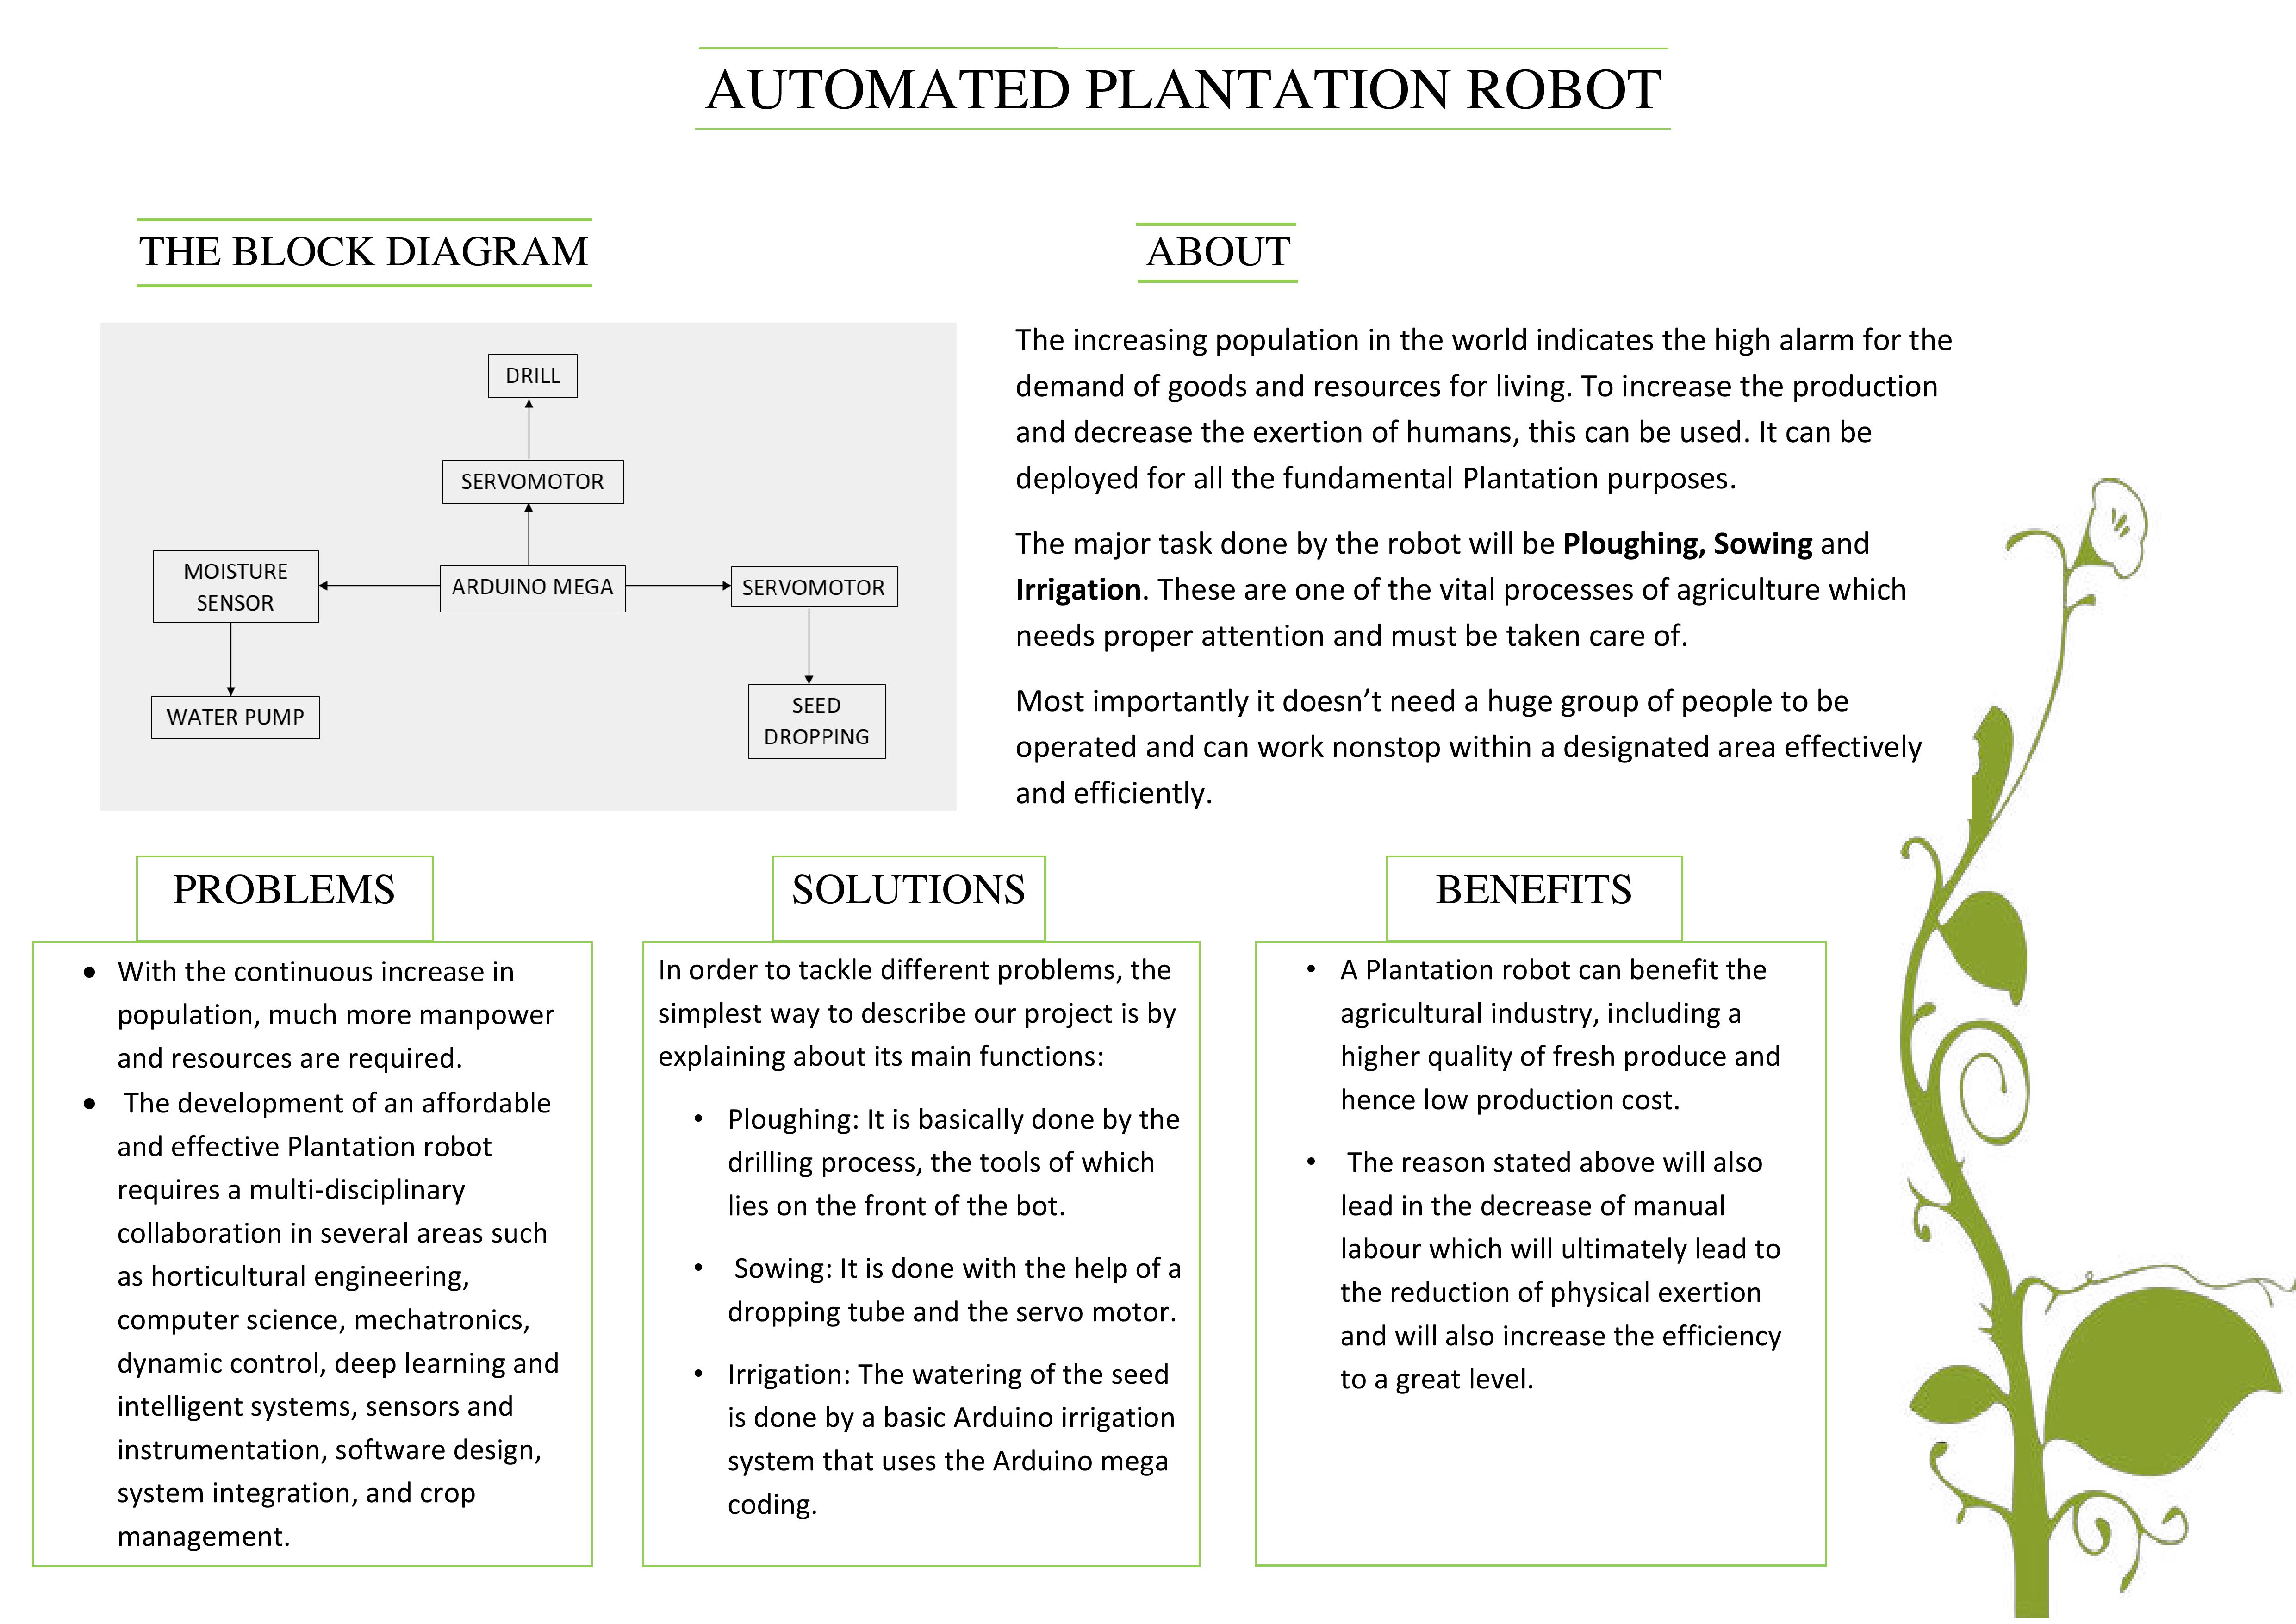 AUTOMATED PLANTATION ROBOT
THE BLOCK DIAGRAM
DRILL
SERVOMOTOR
MOISTURE
SENSOR
ARDUINO MEGA
SERVOMOTOR
WATER PUMP
SEED
DROPPING
ABOUT
The increasing population in the world indicates the high alarm for the
demand of goods and resources for living. To increase the production
and decrease the exertion of humans, this can be used. It can be
deployed for all the fundamental Plantation purposes.
The major task done by the robot will be Ploughing, Sowing and
Irrigation. These are one of the vital processes of agriculture which
needs proper attention and must be taken care of.
Most importantly it doesn’t need a huge group of people to be
operated and can work nonstop within a designated area effectively
and efficiently.
PROBLEMS
• With the continuous increase in
population, much more manpower
and resources are required.
• The development of an affordable
and effective Plantation robot
requires a multi-disciplinary
collaboration in several areas such
as horticultural engineering,
computer science, mechatronics,
dynamic control, deep learning and
intelligent systems, sensors and
instrumentation, software design,
system integration, and crop
management.
SOLUTIONS
In order to tackle different problems, the
simplest way to describe our project is by
explaining about its main functions:
• Ploughing: It is basically done by the
drilling process, the tools of which
lies on the front of the bot.
• Sowing: It is done with the help of a
dropping tube and the servo motor.
• Irrigation: The watering of the seed
is done by a basic Arduino irrigation
system that uses the Arduino mega
coding.
BENEFITS
• A Plantation robot can benefit the
agricultural industry, including a
higher quality of fresh produce and
hence low production cost.
• The reason stated above will also
lead in the decrease of manual
labour which will ultimately lead to
the reduction of physical exertion
and will also increase the efficiency
to a great level.